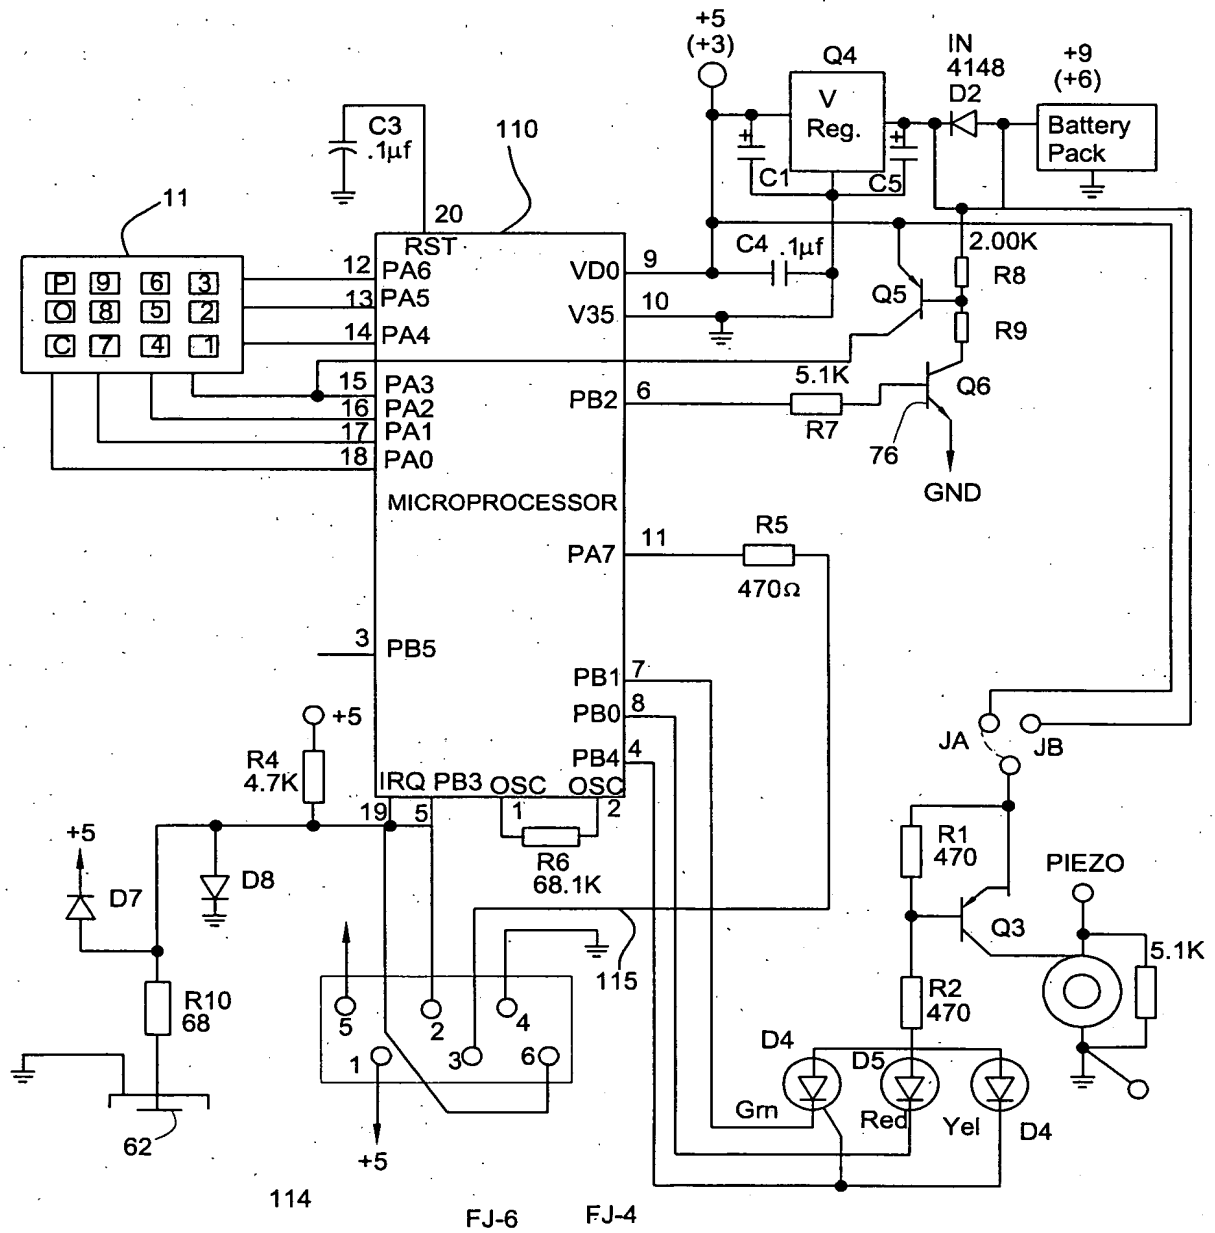 +5
(+3)
Q4
IN
4148
D2
+9
(+6)
V
Reg.
Battery
Pack
C3
.1µf
110
+
C1
+
C5
11
20
RST
C4 .1µf
2.00K
R8
P 9 6 3
O 8 5 2
C 7 4 1
12 PA6
13 PA5
14 PA4
15 PA3
16 PA2
17 PA1
18 PA0
VD0 9
V35 10
Q5
R9
5.1K
Q6
PB2 6
R7
76
GND
MICROPROCESSOR
PA7 11
R5
470Ω
3 PB5
PB1 7
PB0 8
PB4 4
+5
R4
4.7K
IRQ PB3 OSC OSC
19 5 1 2
R6
68.1K
JA JB
+5
D7
D8
R1
470
PIEZO
Q3
5.1K
115
R10
68
R2
470
5 2 4
1 3 6
D4
D5
Grn
Red
Yel
D4
62
+5
114
FJ-6
FJ-4